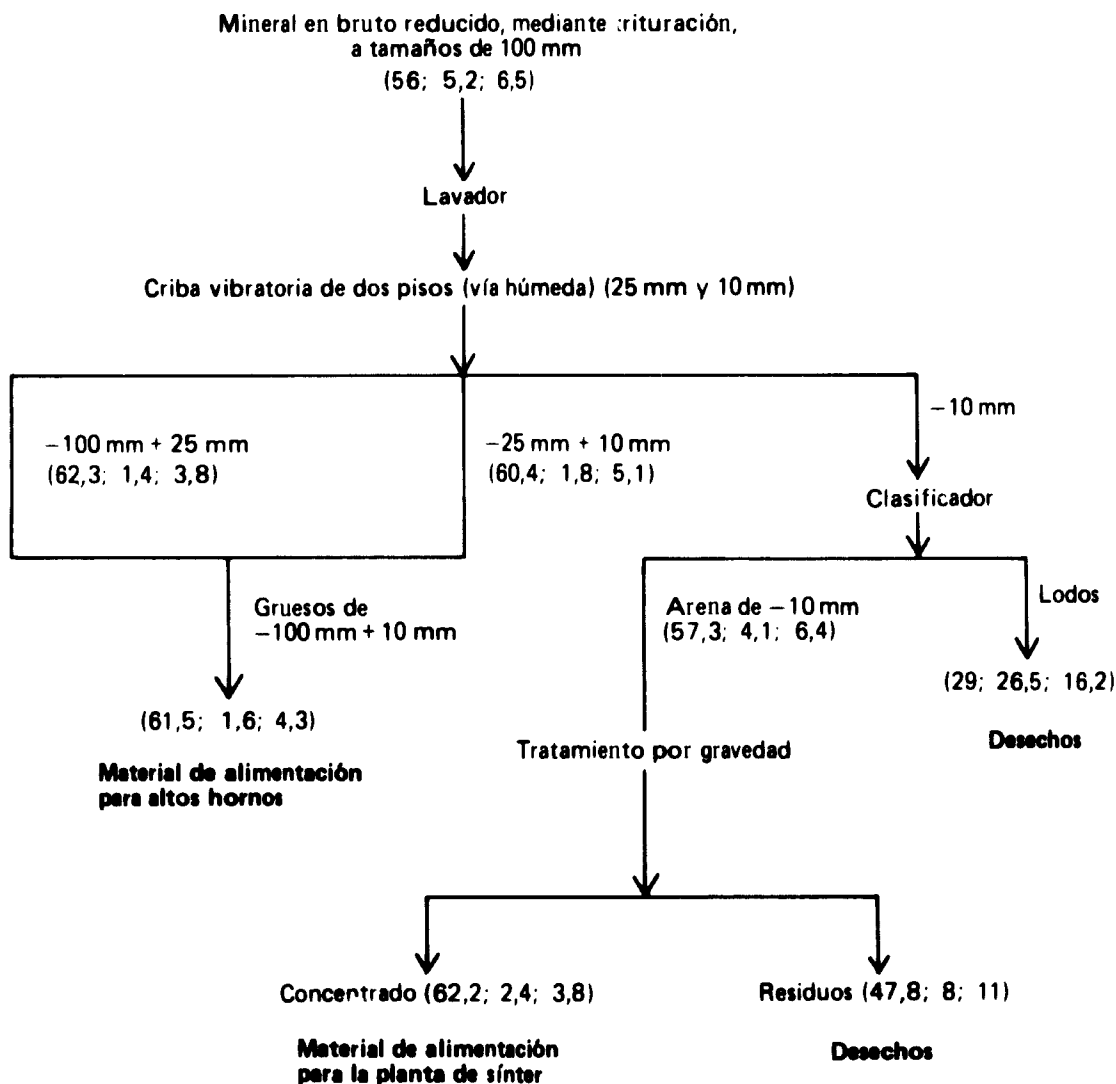 Mineral en bruto reducido, mediante trituración,
a tamaños de 100 mm
(56; 5,2; 6,5)
Lavador
Criba vibratoria de dos pisos (vía húmeda) (25 mm y 10 mm)
−100 mm + 25 mm
(62,3; 1,4; 3,8)
−25 mm + 10 mm
(60,4; 1,8; 5,1)
−10 mm
Clasificador
Gruesos de
−100 mm + 10 mm
(61,5; 1,6; 4,3)
Material de alimentación
para altos hornos
Arena de −10 mm
(57,3; 4,1; 6,4)
Lodos
(29; 26,5; 16,2)
Desechos
Tratamiento por gravedad
Concentrado (62,2; 2,4; 3,8)
Material de alimentación
para la planta de sínter
Residuos (47,8; 8; 11)
Desechos